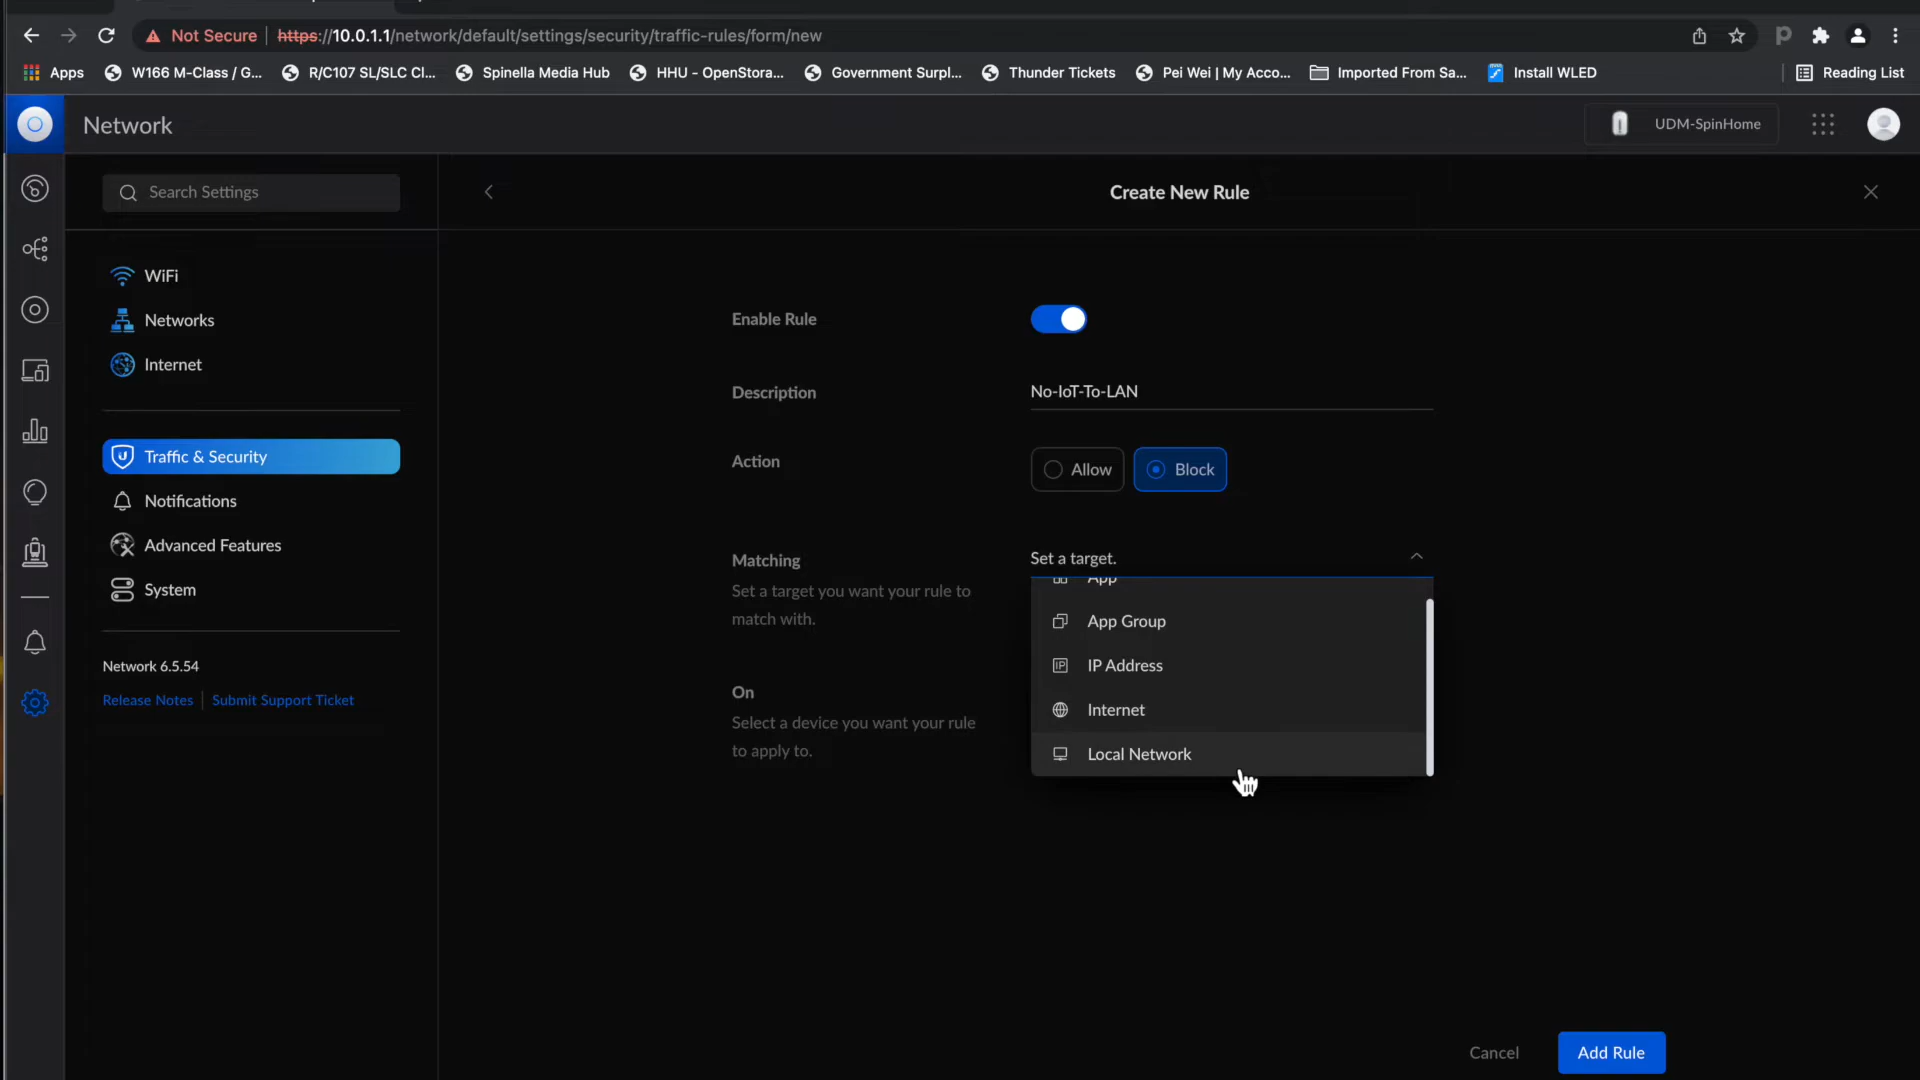 Not Secure https://10.0.1.1/network/default/settings/security/traffic-rules/form/new
Apps W166 M-Class / G... R/C107 SL/SLC Cl... Spinella Media Hub HHU - OpenStora... Government Surpl... Thunder Tickets Pei Wei | My Acco... Imported From Sa... Install WLED Reading List
Network UDM-SpinHome
Search Settings
WiFi
Networks
Internet
Traffic & Security
Notifications
Advanced Features
System
Network 6.5.54
Release Notes Submit Support Ticket
Create New Rule
Enable Rule
Description No-IoT-To-LAN
Action Allow Block
Matching Set a target.
Set a target you want your rule to
match with.
App
App Group
IP Address
Internet
Local Network
On
Select a device you want your rule
to apply to.
Cancel Add Rule